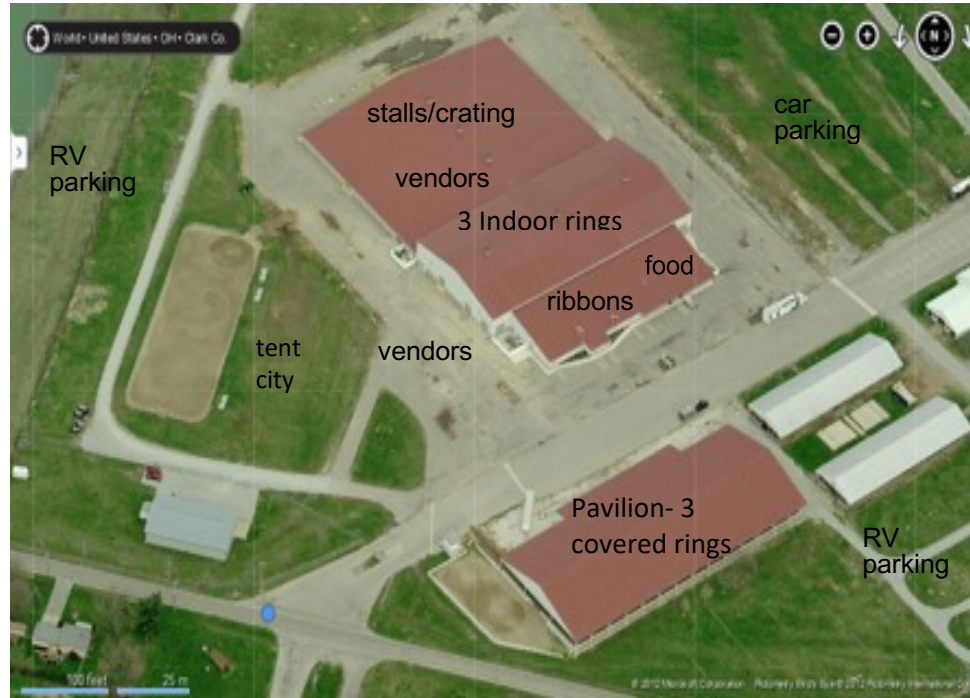 World • United States • OH • Clark Co.
N
stalls/crating
car
parking
RV
parking
vendors
3 Indoor rings
food
ribbons
tent
city
vendors
Pavilion- 3
covered rings
RV
parking
100 feet
25 m
© 2012 Microsoft Corporation